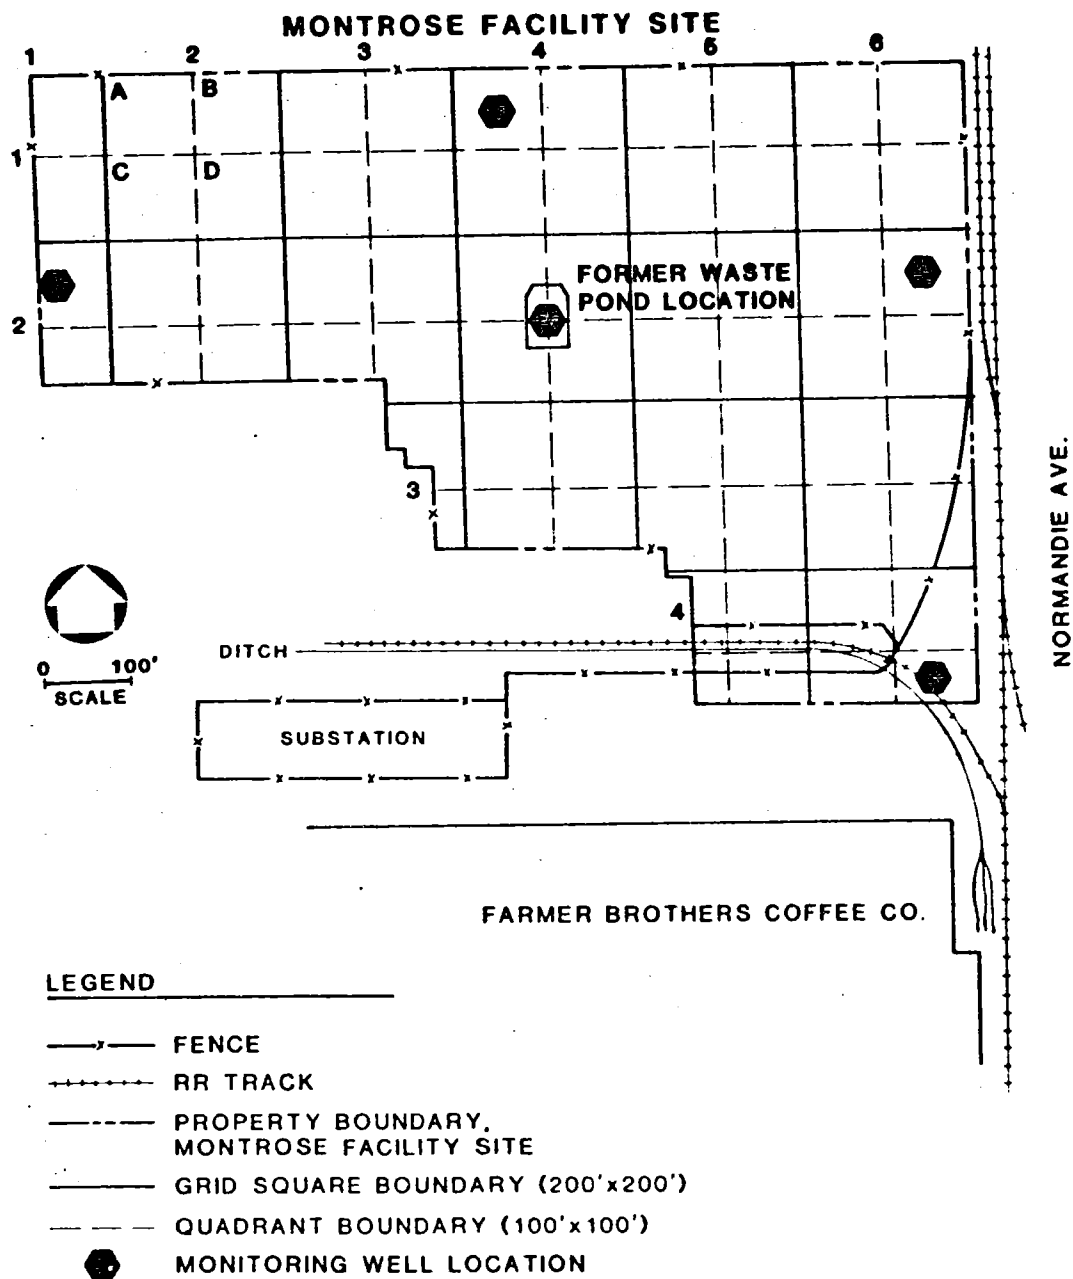 MONTROSE FACILITY SITE
1 2 3 4 5 6
A B
1
C D
FORMER WASTE
POND LOCATION
2
3
NORMANDIE AVE.
4
DITCH
0 100'
SCALE
SUBSTATION
FARMER BROTHERS COFFEE CO.
LEGEND
FENCE
RR TRACK
PROPERTY BOUNDARY,
MONTROSE FACILITY SITE
GRID SQUARE BOUNDARY (200'x200')
QUADRANT BOUNDARY (100'x100')
MONITORING WELL LOCATION